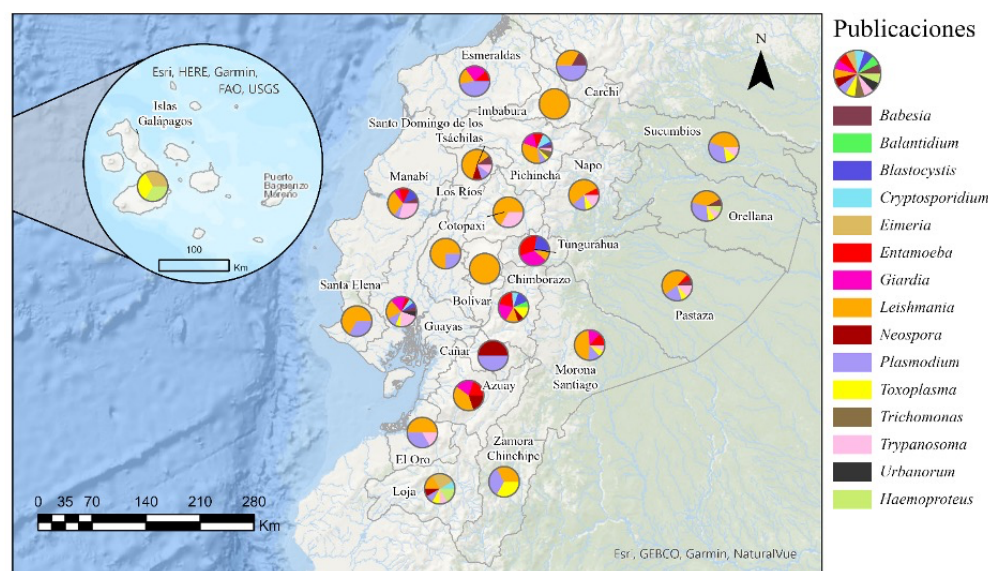 Publicaciones
Babesia
Balantidium
Blastocystis
Cryptosporidium
Eimeria
Entamoeba
Giardia
Leishmania
Neospora
Plasmodium
Toxoplasma
Trichomonas
Trypanosoma
Urbanorum
Haemoproteus
N
Esri, HERE, Garmin,
FAO, USGS
Islas
Galápagos
Puerto
Baquerizo
Moreno
100
Km
Esmeraldas
Carchi
Imbabura
Santo Domingo de los
Tsáchilas
Sucumbios
Pichincha
Napo
Manabí
Los Ríos
Orellana
Cotopaxi
Tungurahua
Chimborazo
Santa Elena
Bolívar
Pastaza
Guayas
Cañar
Morona
Santiago
Azuay
El Oro
Zamora
Chinchipe
Loja
0 35 70 140 210 280
Km
Esri, GEBCO, Garmin, NaturalVue